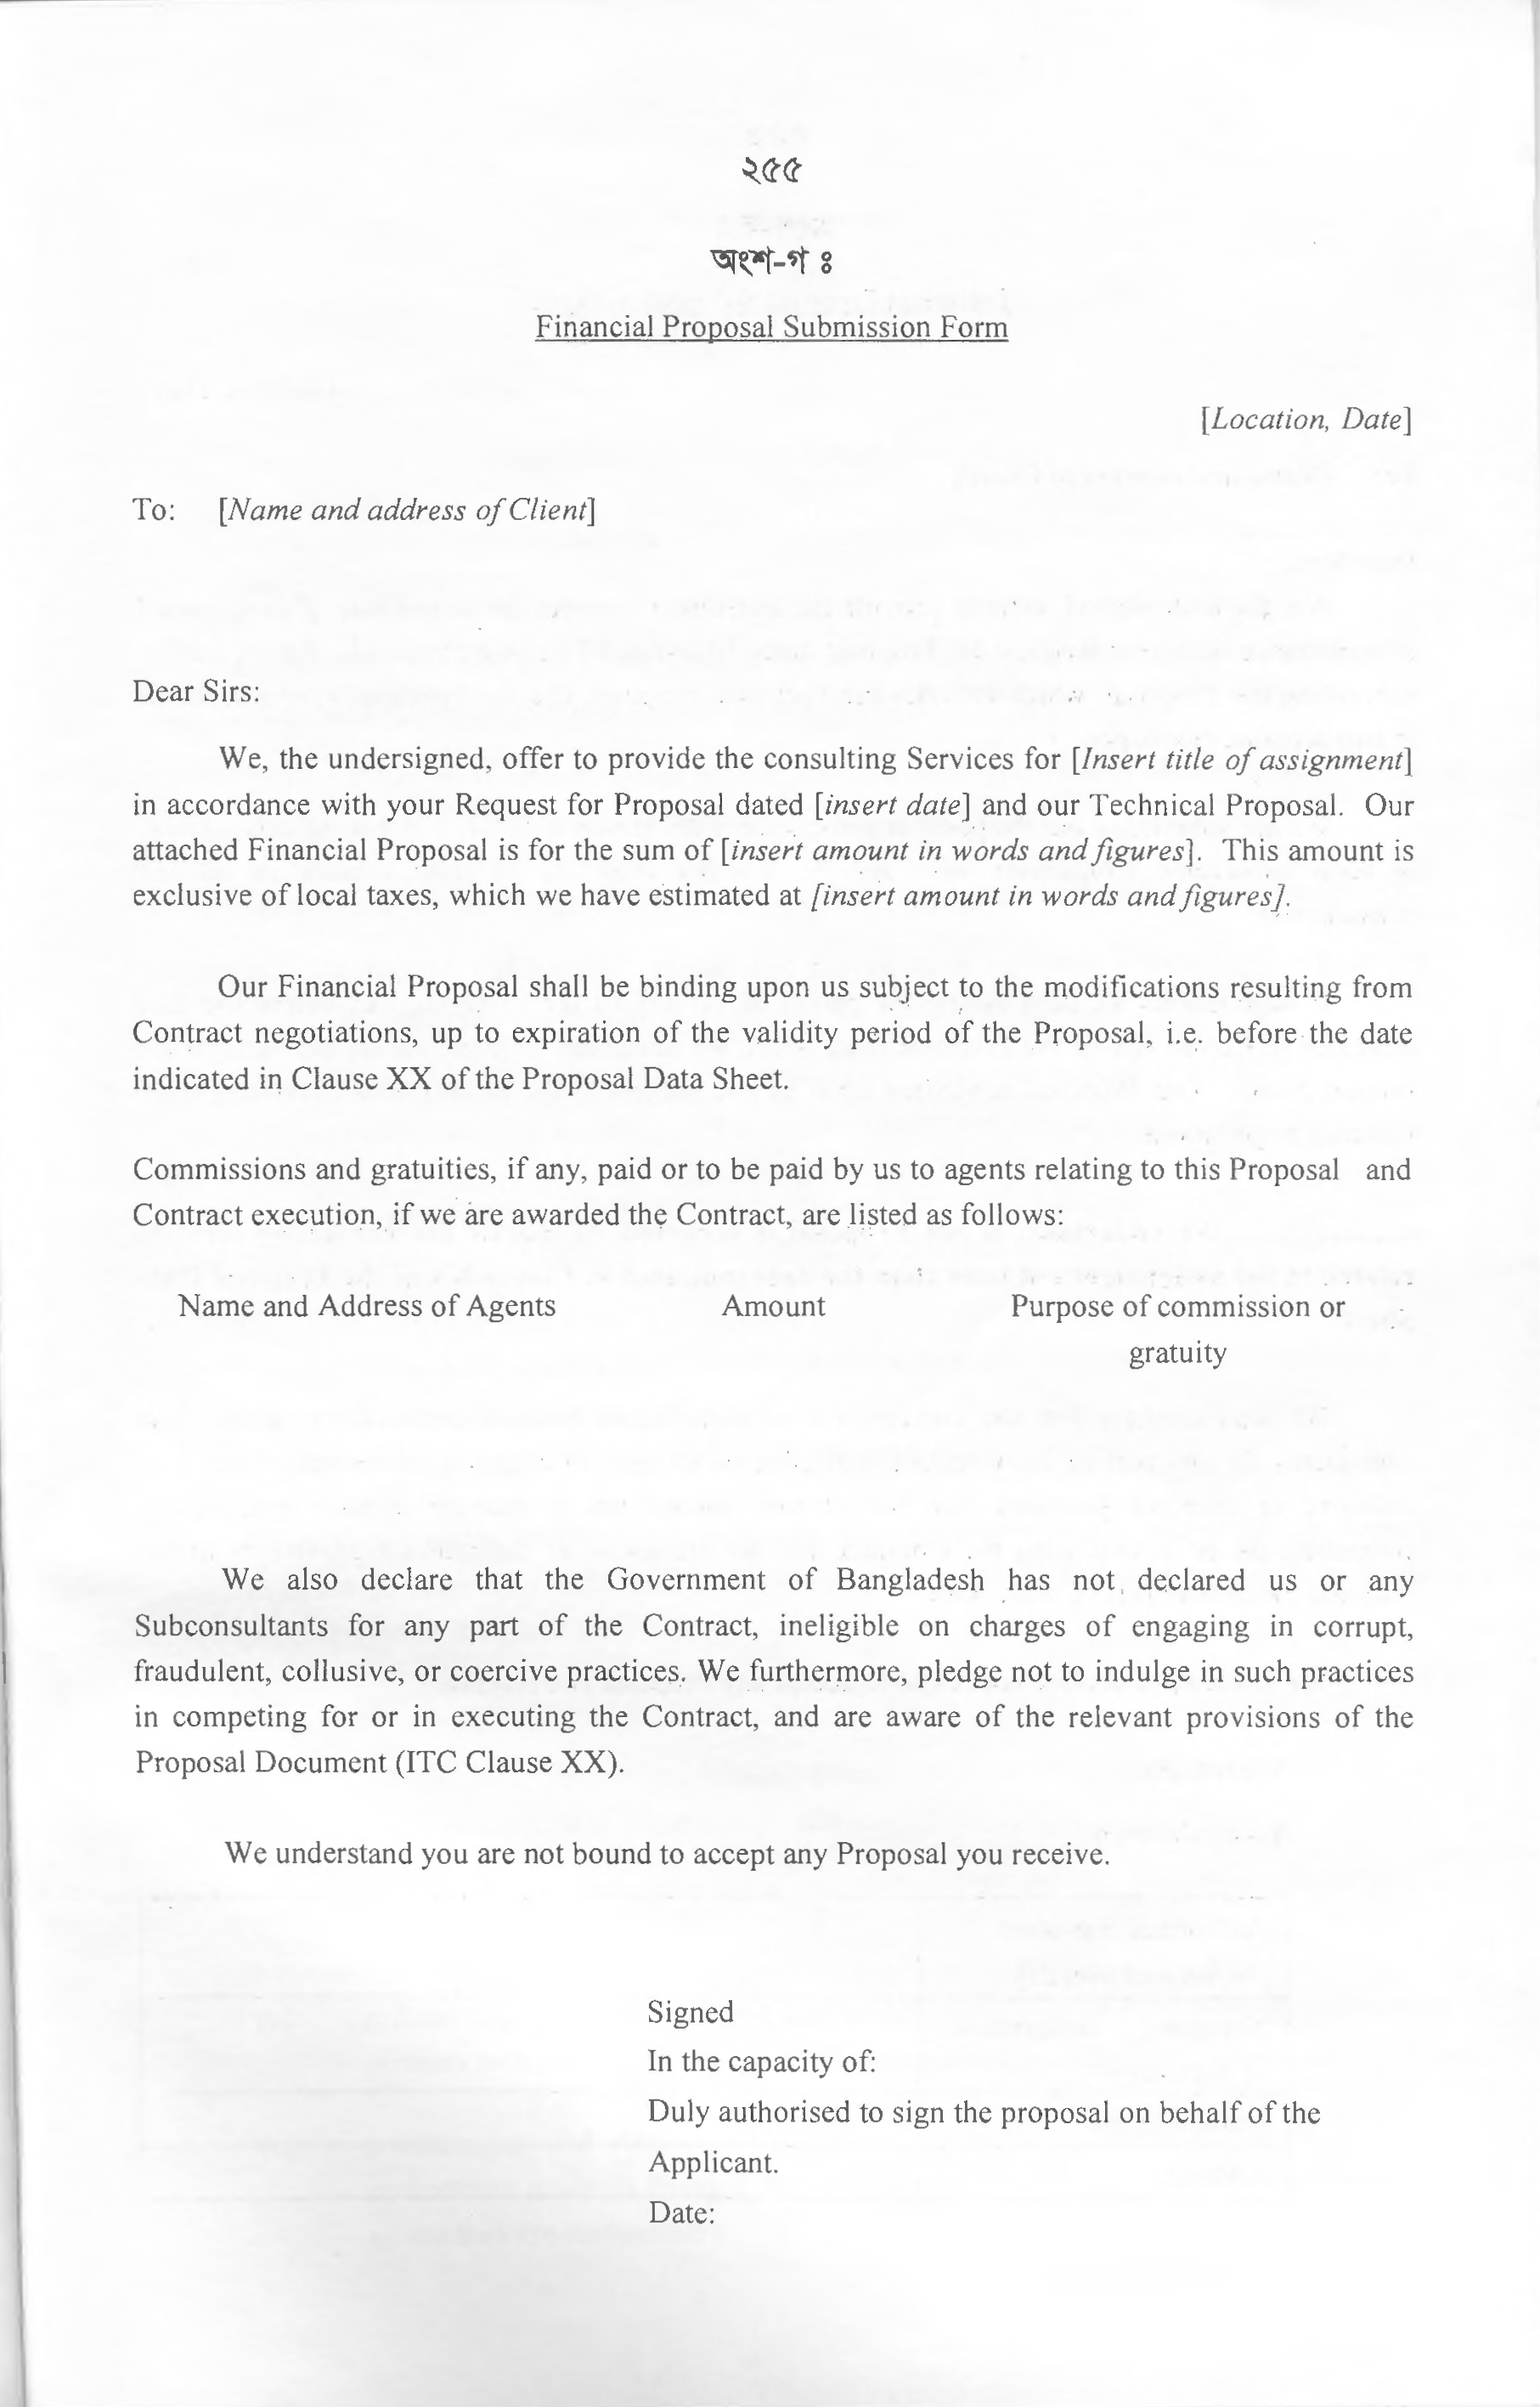 ২৫৫
অংশ-গ ঃ
Financial Proposal Submission Form
[Location, Date]
To: [Name and address of Client]
Dear Sirs:
We, the undersigned, offer to provide the consulting Services for [Insert title of assignment]
in accordance with your Request for Proposal dated [insert date] and our Technical Proposal. Our
attached Financial Proposal is for the sum of [insert amount in words and figures]. This amount is
exclusive of local taxes, which we have estimated at [insert amount in words and figures].
Our Financial Proposal shall be binding upon us subject to the modifications resulting from
Contract negotiations, up to expiration of the validity period of the Proposal, i.e. before the date
indicated in Clause XX of the Proposal Data Sheet.
Commissions and gratuities, if any, paid or to be paid by us to agents relating to this Proposal and
Contract execution, if we are awarded the Contract, are listed as follows:
Name and Address of Agents Amount Purpose of commission or
gratuity
We also declare that the Government of Bangladesh has not declared us or any
Subconsultants for any part of the Contract, ineligible on charges of engaging in corrupt,
fraudulent, collusive, or coercive practices. We furthermore, pledge not to indulge in such practices
in competing for or in executing the Contract, and are aware of the relevant provisions of the
Proposal Document (ITC Clause XX).
We understand you are not bound to accept any Proposal you receive.
Signed
In the capacity of:
Duly authorised to sign the proposal on behalf of the
Applicant.
Date: